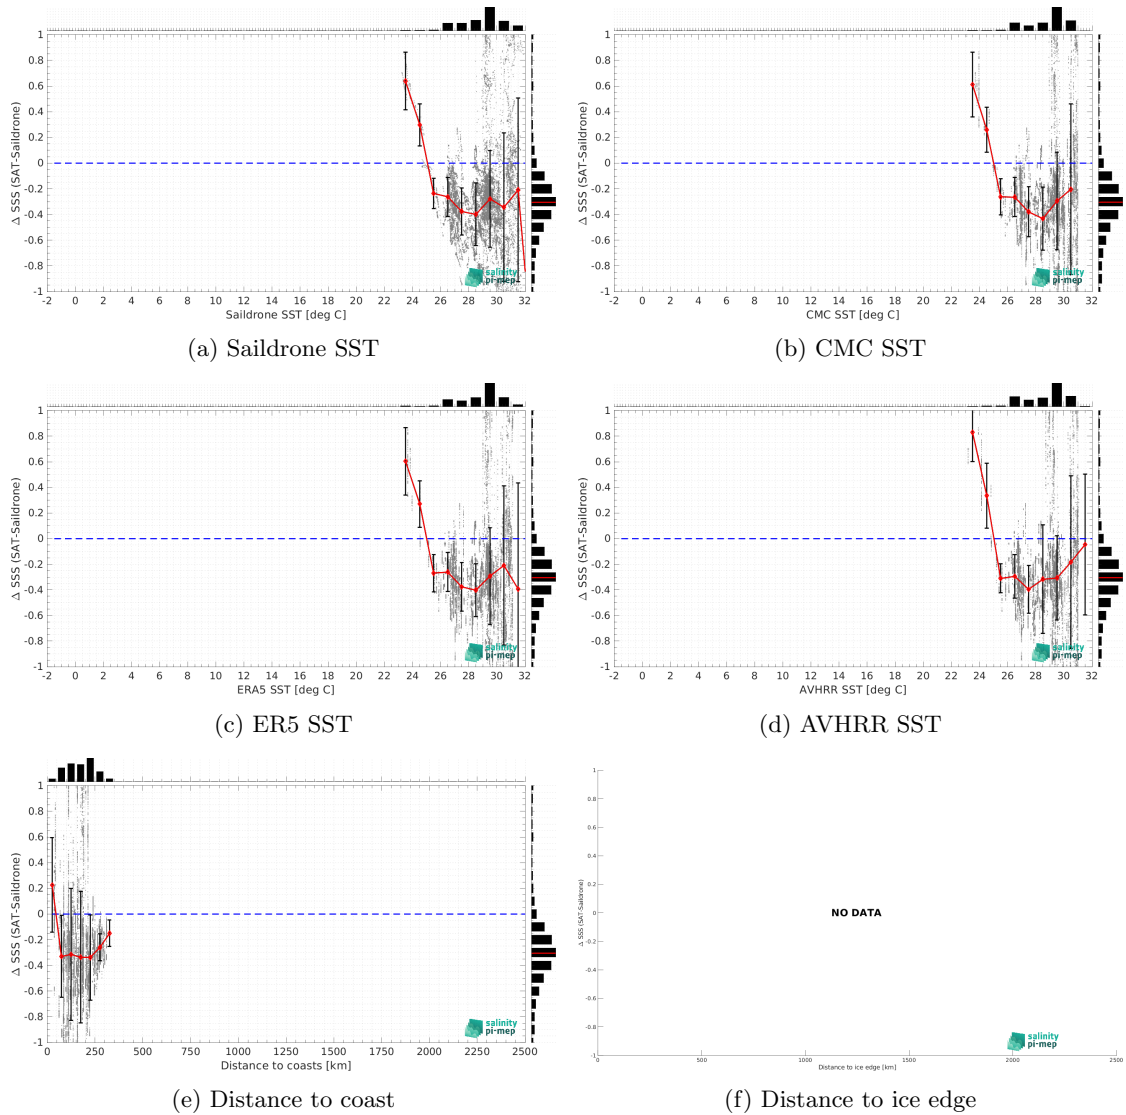 1
0.8
0.6
0.4
0.2
0
-0.2
-0.4
-0.6
-0.8
-1
Δ SSS (SAT-Saildrone)
salinity
pi-mep
-2 0 2 4 6 8 10 12 14 16 18 20 22 24 26 28 30 32
Saildrone SST [deg C]
(a) Saildrone SST
1
0.8
0.6
0.4
0.2
0
-0.2
-0.4
-0.6
-0.8
-1
Δ SSS (SAT-Saildrone)
salinity
pi-mep
-2 0 2 4 6 8 10 12 14 16 18 20 22 24 26 28 30 32
CMC SST [deg C]
(b) CMC SST
1
0.8
0.6
0.4
0.2
0
-0.2
-0.4
-0.6
-0.8
-1
Δ SSS (SAT-Saildrone)
salinity
pi-mep
-2 0 2 4 6 8 10 12 14 16 18 20 22 24 26 28 30 32
ERA5 SST [deg C]
(c) ER5 SST
1
0.8
0.6
0.4
0.2
0
-0.2
-0.4
-0.6
-0.8
-1
Δ SSS (SAT-Saildrone)
salinity
pi-mep
-2 0 2 4 6 8 10 12 14 16 18 20 22 24 26 28 30 32
AVHRR SST [deg C]
(d) AVHRR SST
1
0.8
0.6
0.4
0.2
0
-0.2
-0.4
-0.6
-0.8
-1
Δ SSS (SAT-Saildrone)
salinity
pi-mep
0 250 500 750 1000 1250 1500 1750 2000 2250 2500
Distance to coasts [km]
(e) Distance to coast
1
0.8
0.6
0.4
0.2
0
-0.2
-0.4
-0.6
-0.8
-1
Δ SSS (SAT-Saildrone)
NO DATA
salinity
pi-mep
0 500 1000 1500 2000 2500
Distance to ice edge [km]
(f) Distance to ice edge